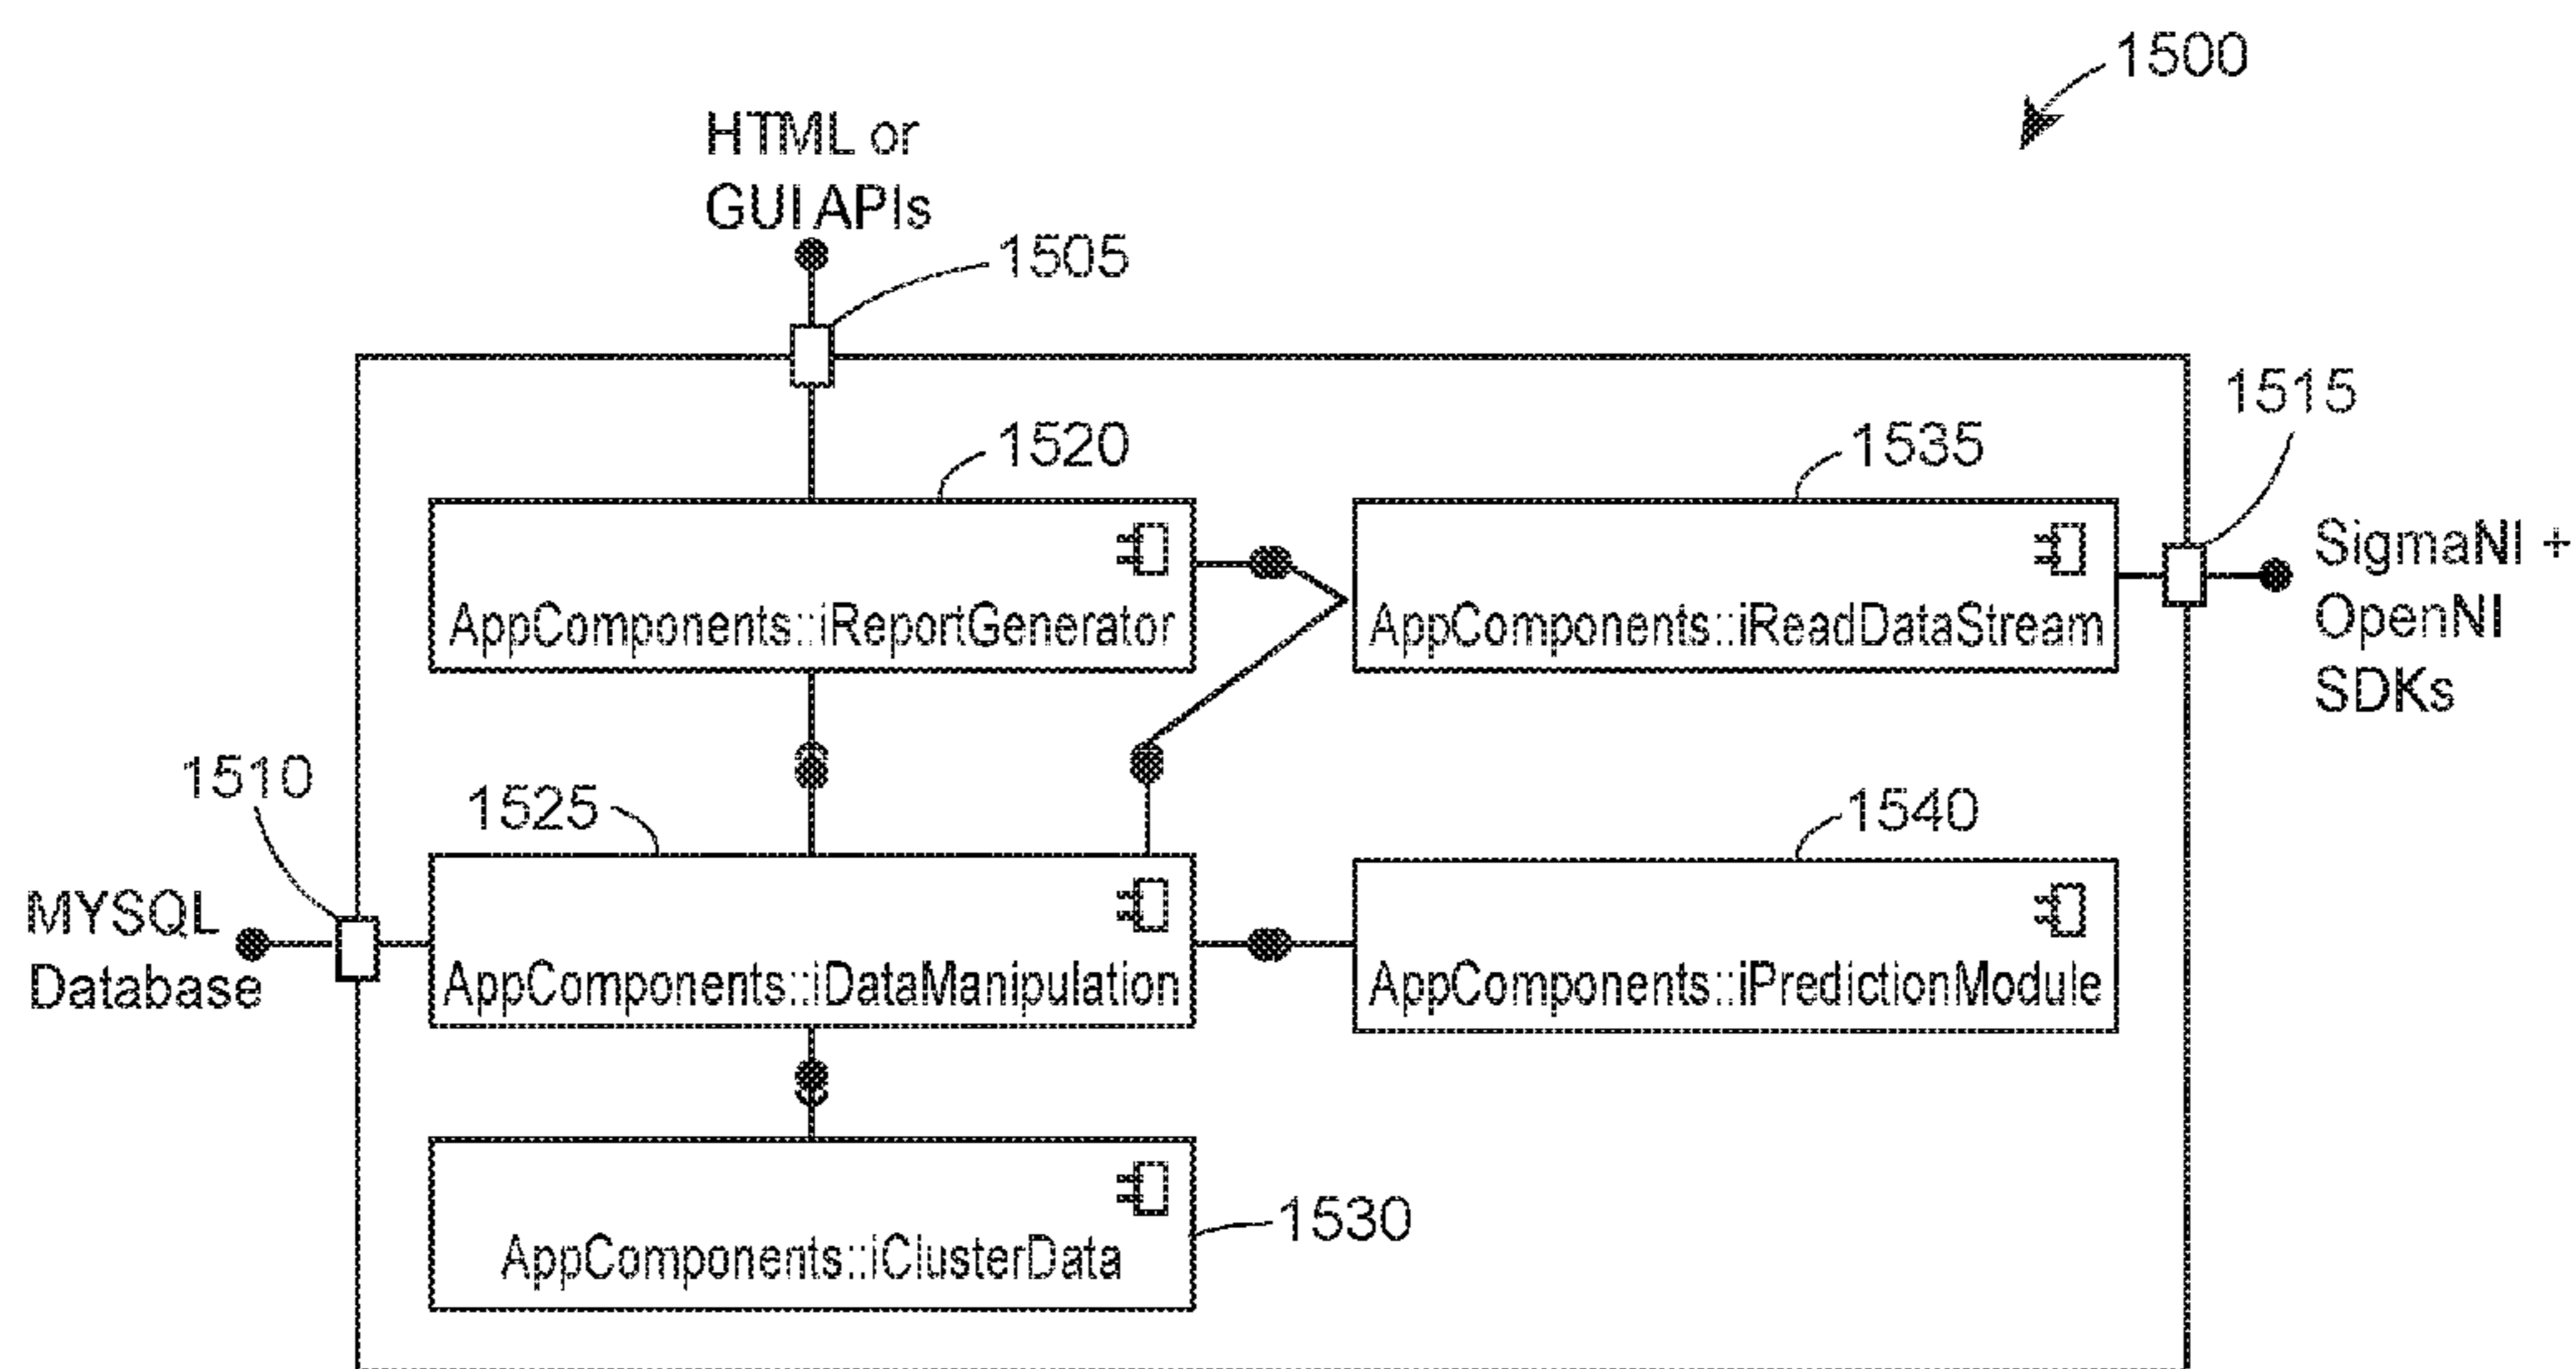 1500
HTML or
GUI APIs
1505
1515
1520
1535
SigmaNI +
OpenNI
SDKs
AppComponents::iReportGenerator
AppComponents::iReadDataStream
1510
1525
1540
MYSQL
Database
AppComponents::iDataManipulation
AppComponents::iPredictionModule
1530
AppComponents::iClusterData